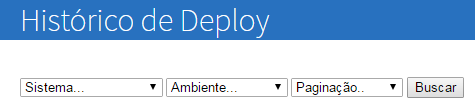 Histórico de Deploy
Sistema... Ambiente... Paginação.. Buscar